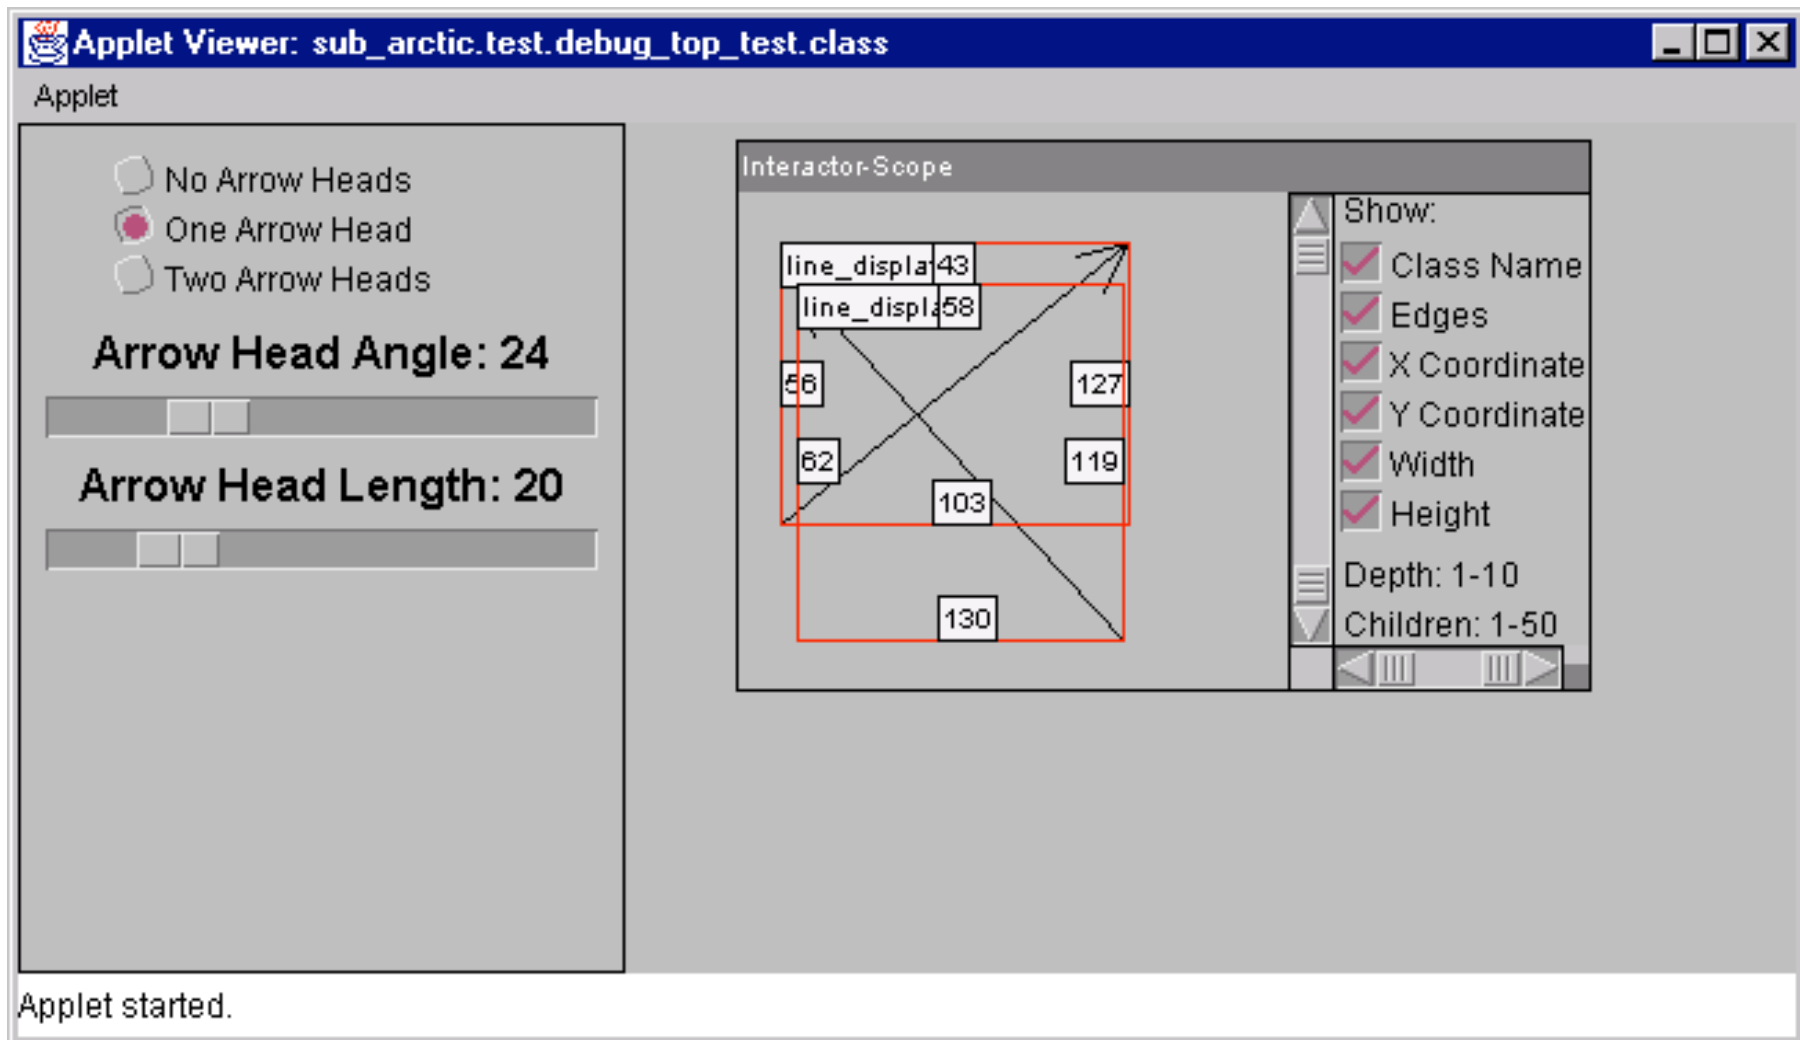 Applet Viewer: sub_arctic.test.debug_top_test.class
Applet
No Arrow Heads
One Arrow Head
Two Arrow Heads
Arrow Head Angle: 24
Arrow Head Length: 20
Interactor-Scope
line_displa 43
line_displa 58
56 127
62 119
103
130
Show:
Class Name
Edges
X Coordinate
Y Coordinate
Width
Height
Depth: 1-10
Children: 1-50
Applet started.